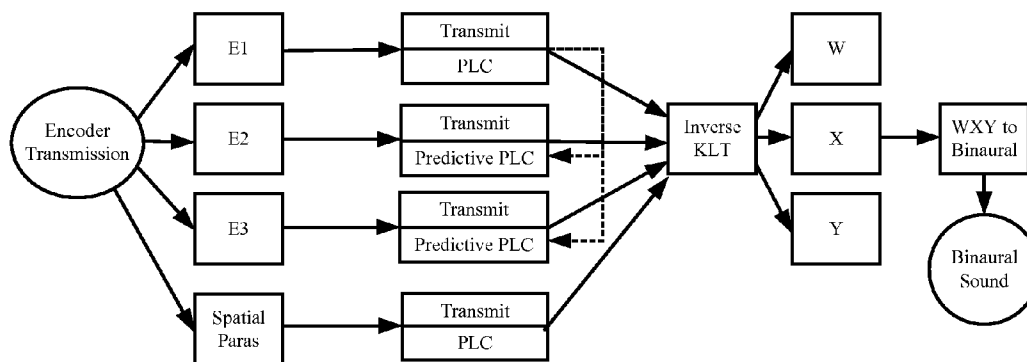 Encoder
Transmission
E1
E2
E3
Spatial
Paras
Transmit
PLC
Transmit
Predictive PLC
Transmit
Predictive PLC
Transmit
PLC
Inverse
KLT
W
X
Y
WXY to
Binaural
Binaural
Sound